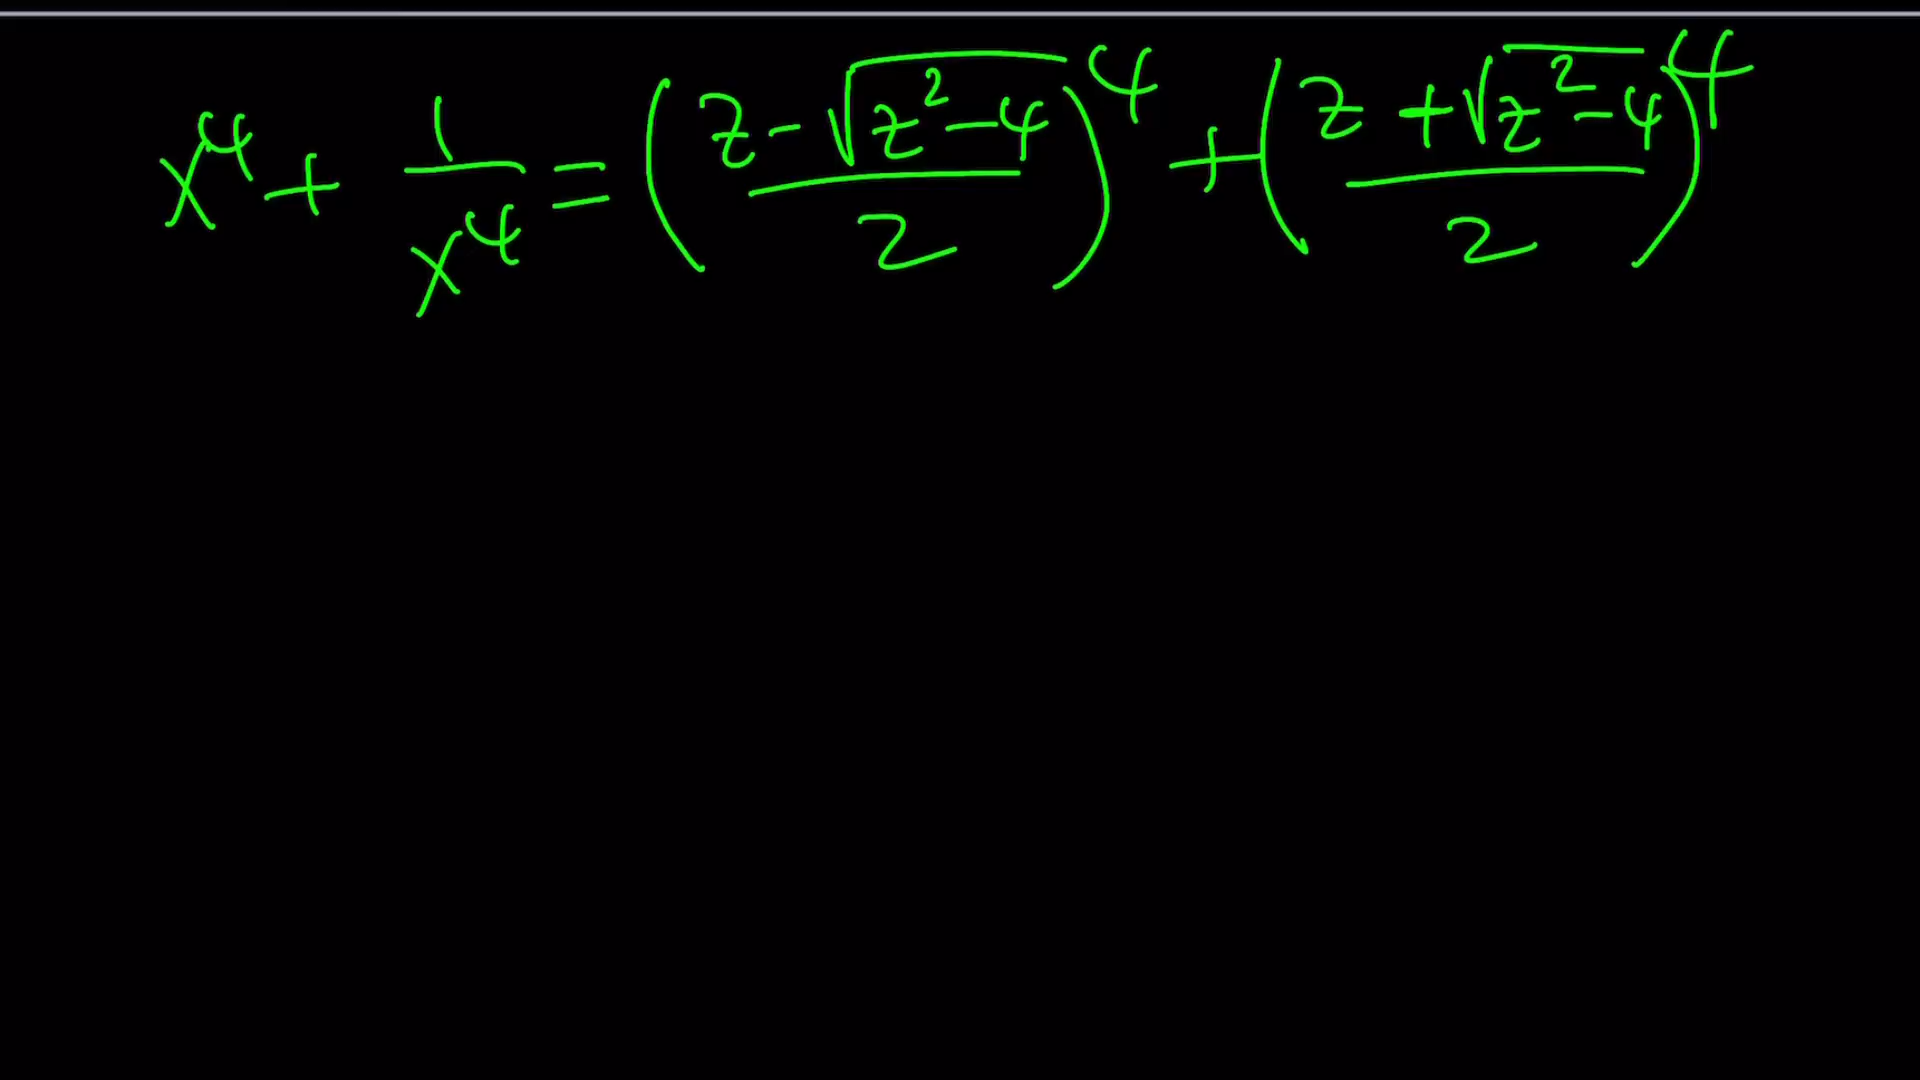 x⁴ + 1/x⁴ = ((z - √(z² - 4))/2)⁴ + ((z + √(z² - 4))/2)⁴